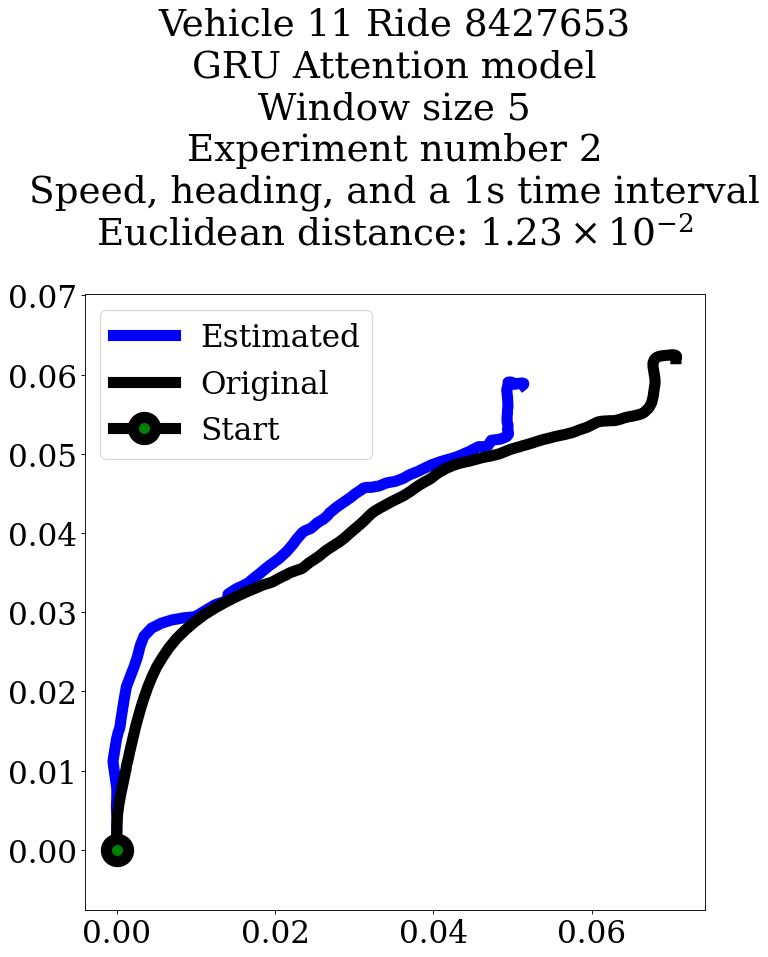 Vehicle 11 Ride 8427653
GRU Attention model
Window size 5
Experiment number 2
Speed, heading, and a 1s time interval
Euclidean distance: 1.23 × 10⁻²
0.07
Estimated
Original
Start
0.06
0.05
0.04
0.03
0.02
0.01
0.00
0.00 0.02 0.04 0.06